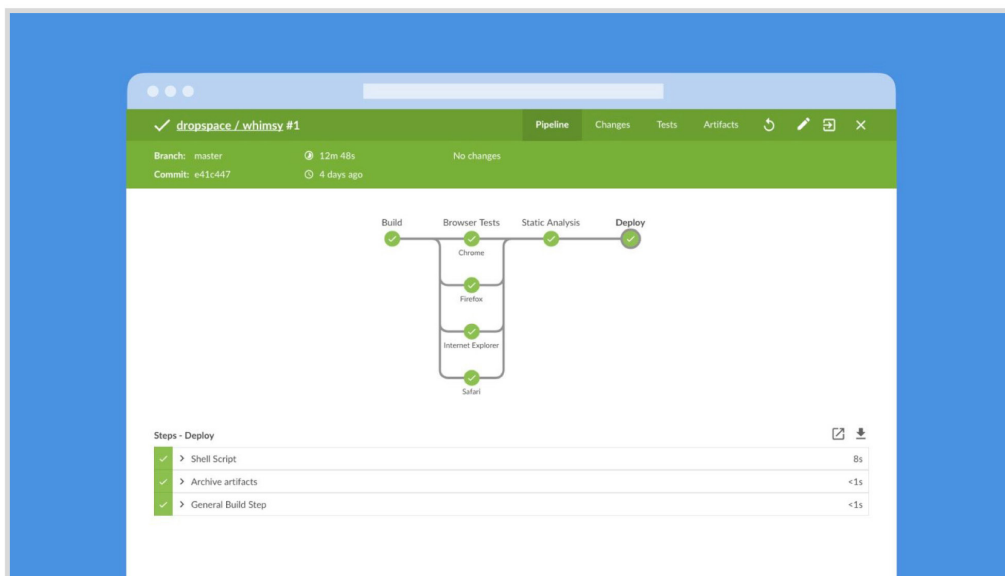 dropspace / whimsy #1
Pipeline Changes Tests Artifacts
Branch: master 12m 48s No changes
Commit: e41c447 4 days ago
Build Browser Tests Static Analysis Deploy
Chrome
Firefox
Internet Explorer
Safari
Steps - Deploy
Shell Script 8s
Archive artifacts <1s
General Build Step <1s